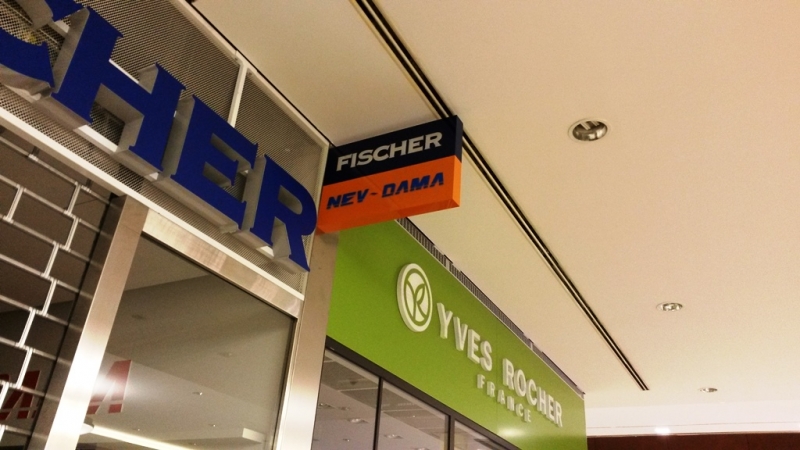 CHER
FISCHER
NEV-DAMA
YVES ROCHER
FRANCE